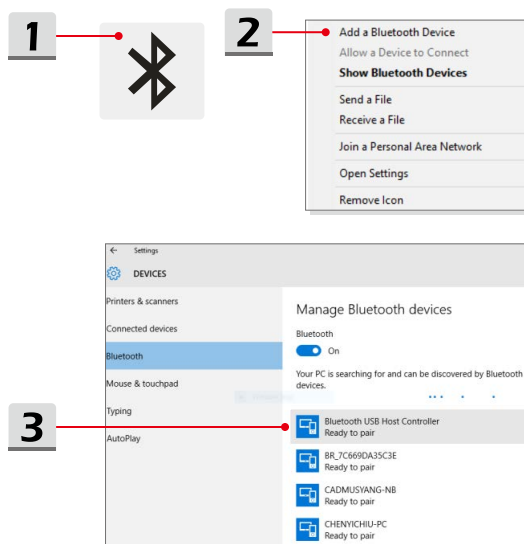 1
2
Add a Bluetooth Device
Allow a Device to Connect
Show Bluetooth Devices
Send a File
Receive a File
Join a Personal Area Network
Open Settings
Remove Icon
← Settings
DEVICES
Printers & scanners
Connected devices
Bluetooth
Mouse & touchpad
Typing
AutoPlay
Manage Bluetooth devices
Bluetooth
On
Your PC is searching for and can be discovered by Bluetooth
devices.
3
Bluetooth USB Host Controller
Ready to pair
BR_7C669DA35C3E
Ready to pair
CADMUSYANG-NB
Ready to pair
CHENYICHIU-PC
Ready to pair